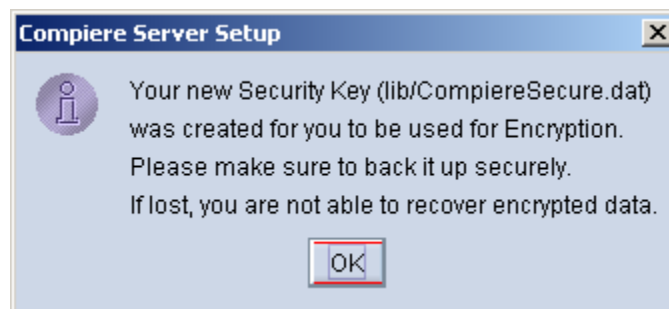 Compiere Server Setup
Your new Security Key (lib/CompiereSecure.dat)
was created for you to be used for Encryption.
Please make sure to back it up securely.
If lost, you are not able to recover encrypted data.
OK